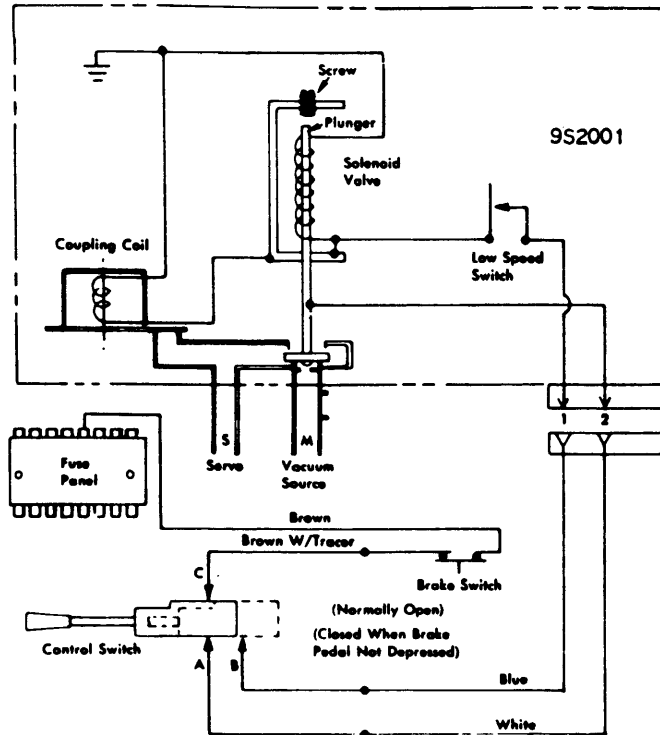 Screw
Plunger
9S2001
Solenoid
Valve
Coupling Coil
Low Speed
Switch
1 2
S M
Servo
Vacuum
Source
Fuse
Panel
Brown
Brown W/Tracer
C
Brake Switch
(Normally Open)
(Closed When Brake
Pedal Not Depressed)
Control Switch
A B
Blue
White